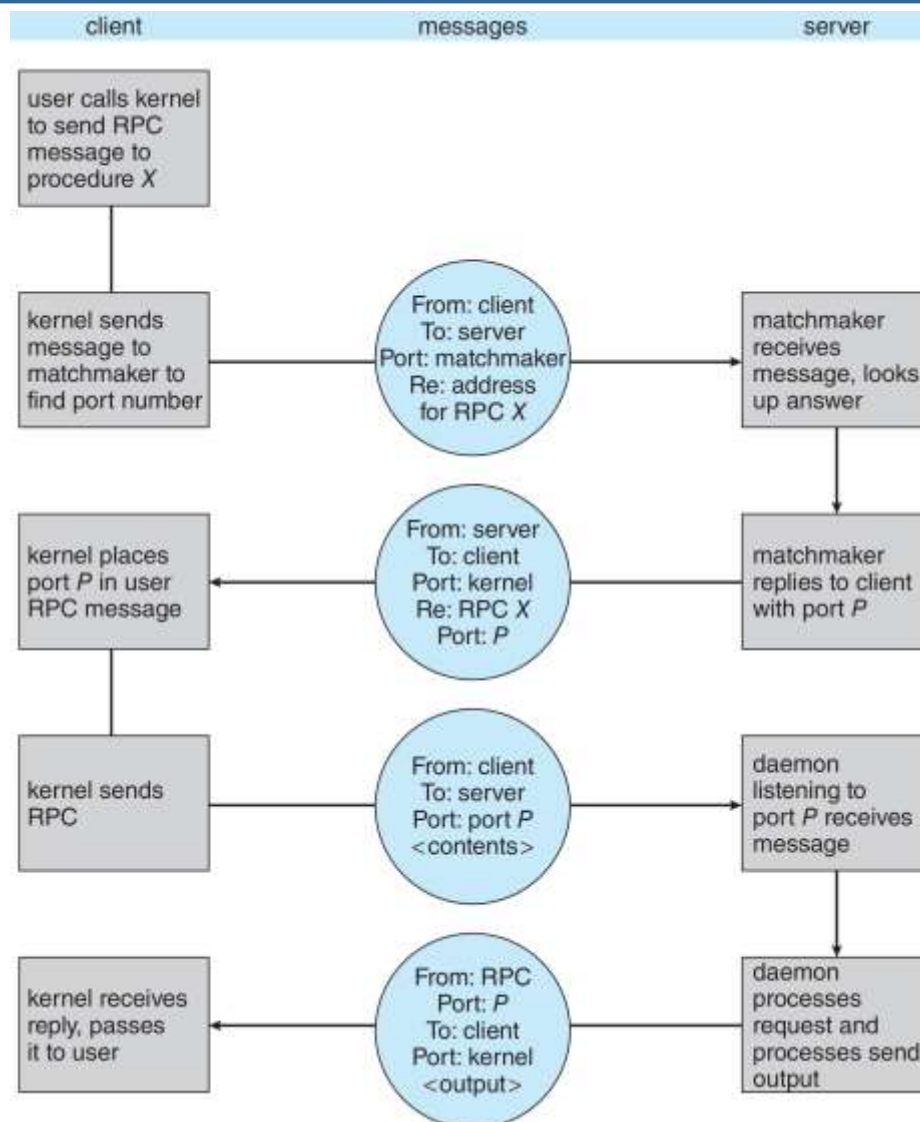 client
messages
server
user calls kernel
to send RPC
message to
procedure X
kernel sends
message to
matchmaker to
find port number
From: client
To: server
Port: matchmaker
Re: address
for RPC X
matchmaker
receives
message, looks
up answer
kernel places
port P in user
RPC message
From: server
To: client
Port: kernel
Re: RPC X
Port: P
matchmaker
replies to client
with port P
kernel sends
RPC
From: client
To: server
Port: port P
<contents>
daemon
listening to
port P receives
message
kernel receives
reply, passes
it to user
From: RPC
Port: P
To: client
Port: kernel
<output>
daemon
processes
request and
processes send
output